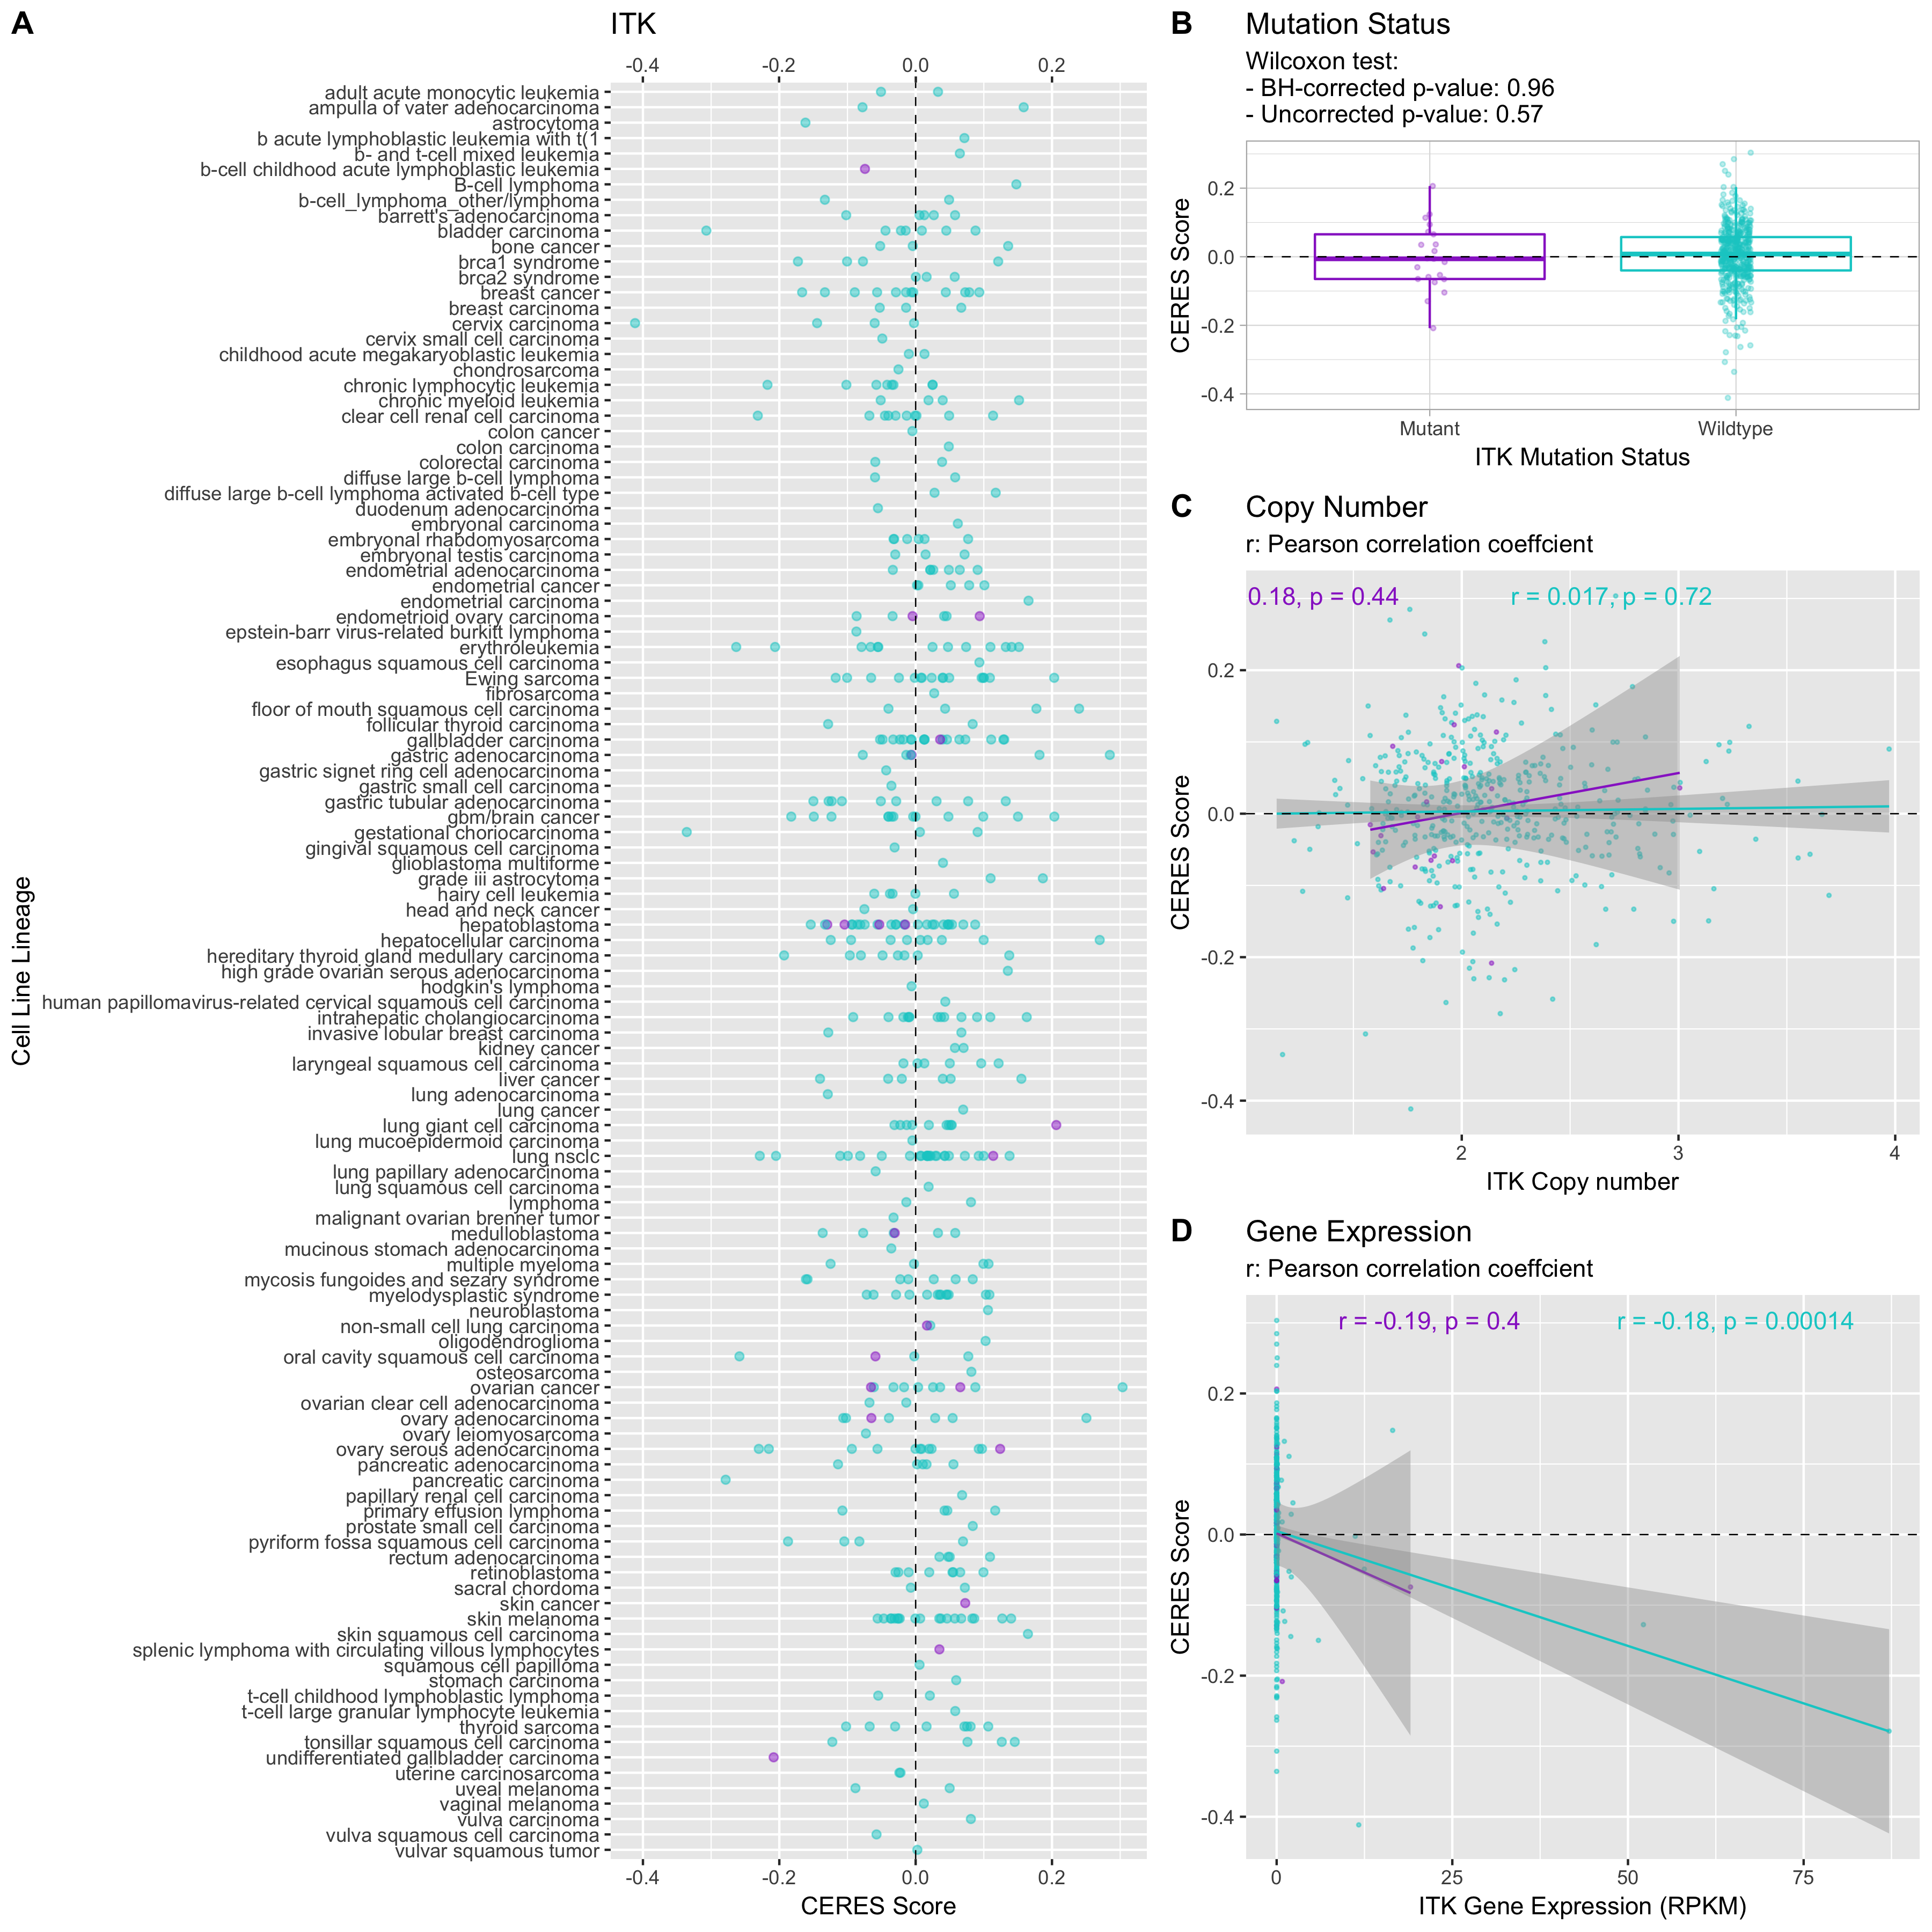 A
ITK
-0.4 -0.2 0.0 0.2
Cell Line Lineage
adult acute monocytic leukemia
ampulla of vater adenocarcinoma
astrocytoma
b acute lymphoblastic leukemia with t(1
b- and t-cell mixed leukemia
b-cell childhood acute lymphoblastic leukemia
B-cell lymphoma
b-cell_lymphoma_other/lymphoma
barrett's adenocarcinoma
bladder carcinoma
bone cancer
brca1 syndrome
brca2 syndrome
breast cancer
breast carcinoma
cervix carcinoma
cervix small cell carcinoma
childhood acute megakaryoblastic leukemia
chondrosarcoma
chronic lymphocytic leukemia
chronic myeloid leukemia
clear cell renal cell carcinoma
colon cancer
colon carcinoma
colorectal carcinoma
diffuse large b-cell lymphoma
diffuse large b-cell lymphoma activated b-cell type
duodenum adenocarcinoma
embryonal carcinoma
embryonal rhabdomyosarcoma
embryonal testis carcinoma
endometrial adenocarcinoma
endometrial cancer
endometrial carcinoma
endometrioid ovary carcinoma
epstein-barr virus-related burkitt lymphoma
erythroleukemia
esophagus squamous cell carcinoma
Ewing sarcoma
fibrosarcoma
floor of mouth squamous cell carcinoma
follicular thyroid carcinoma
gallbladder carcinoma
gastric adenocarcinoma
gastric signet ring cell adenocarcinoma
gastric small cell carcinoma
gastric tubular adenocarcinoma
gbm/brain cancer
gestational choriocarcinoma
gingival squamous cell carcinoma
glioblastoma multiforme
grade iii astrocytoma
hairy cell leukemia
head and neck cancer
hepatoblastoma
hepatocellular carcinoma
hereditary thyroid gland medullary carcinoma
high grade ovarian serous adenocarcinoma
hodgkin's lymphoma
human papillomavirus-related cervical squamous cell carcinoma
intrahepatic cholangiocarcinoma
invasive lobular breast carcinoma
kidney cancer
laryngeal squamous cell carcinoma
liver cancer
lung adenocarcinoma
lung cancer
lung giant cell carcinoma
lung mucoepidermoid carcinoma
lung nsclc
lung papillary adenocarcinoma
lung squamous cell carcinoma
lymphoma
malignant ovarian brenner tumor
medulloblastoma
mucinous stomach adenocarcinoma
multiple myeloma
mycosis fungoides and sezary syndrome
myelodysplastic syndrome
neuroblastoma
non-small cell lung carcinoma
oligodendroglioma
oral cavity squamous cell carcinoma
osteosarcoma
ovarian cancer
ovarian clear cell adenocarcinoma
ovary adenocarcinoma
ovary leiomyosarcoma
ovary serous adenocarcinoma
pancreatic adenocarcinoma
pancreatic carcinoma
papillary renal cell carcinoma
primary effusion lymphoma
prostate small cell carcinoma
pyriform fossa squamous cell carcinoma
rectum adenocarcinoma
retinoblastoma
sacral chordoma
skin cancer
skin melanoma
skin squamous cell carcinoma
splenic lymphoma with circulating villous lymphocytes
squamous cell papilloma
stomach carcinoma
t-cell childhood lymphoblastic lymphoma
t-cell large granular lymphocyte leukemia
thyroid sarcoma
tonsillar squamous cell carcinoma
undifferentiated gallbladder carcinoma
uterine carcinosarcoma
uveal melanoma
vaginal melanoma
vulva carcinoma
vulva squamous cell carcinoma
vulvar squamous tumor
-0.4 -0.2 0.0 0.2
CERES Score
B
Mutation Status
Wilcoxon test:
- BH-corrected p-value: 0.96
- Uncorrected p-value: 0.57
CERES Score
0.2
0.0
-0.2
-0.4
Mutant Wildtype
ITK Mutation Status
C
Copy Number
r: Pearson correlation coeffcient
0.18, p = 0.44 r = 0.017, p = 0.72
CERES Score
0.2
0.0
-0.2
-0.4
2 3 4
ITK Copy number
D
Gene Expression
r: Pearson correlation coeffcient
r = -0.19, p = 0.4 r = -0.18, p = 0.00014
CERES Score
0.2
0.0
-0.2
-0.4
0 25 50 75
ITK Gene Expression (RPKM)